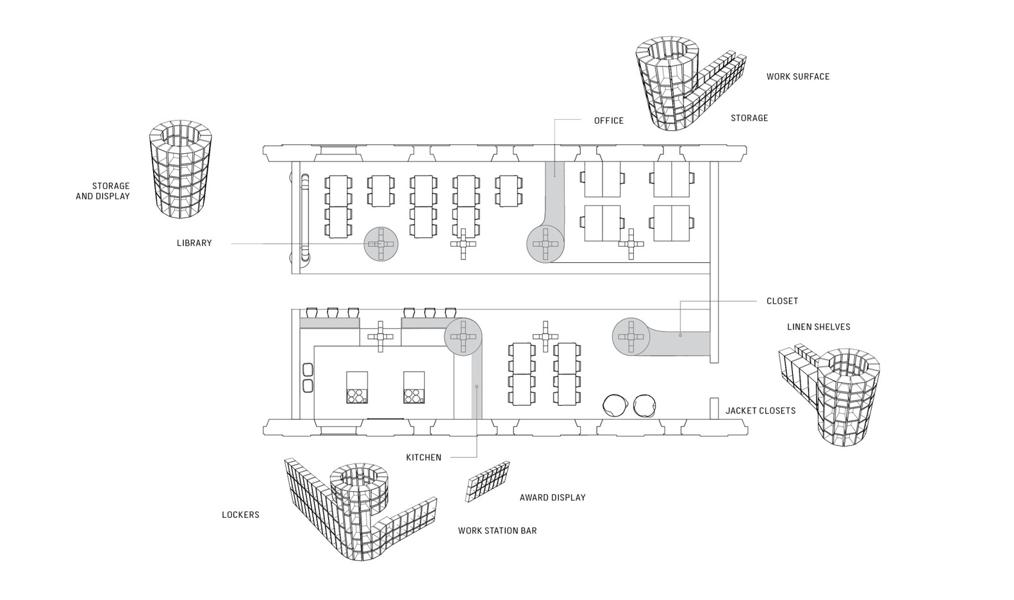 WORK SURFACE
STORAGE
OFFICE
STORAGE
AND DISPLAY
LIBRARY
CLOSET
LINEN SHELVES
JACKET CLOSETS
KITCHEN
AWARD DISPLAY
LOCKERS
WORK STATION BAR